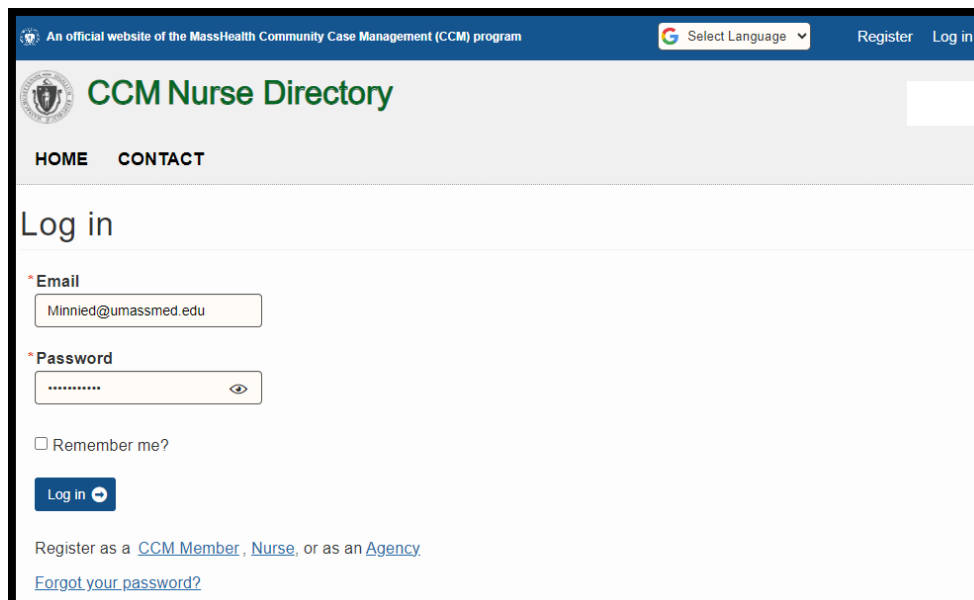 An official website of the MassHealth Community Case Management (CCM) program
Select Language
Register Log in
CCM Nurse Directory
HOME CONTACT
Log in
*Email
Minnied@umassmed.edu
*Password
•••••••••••
Remember me?
Log in
Register as a CCM Member , Nurse, or as an Agency
Forgot your password?